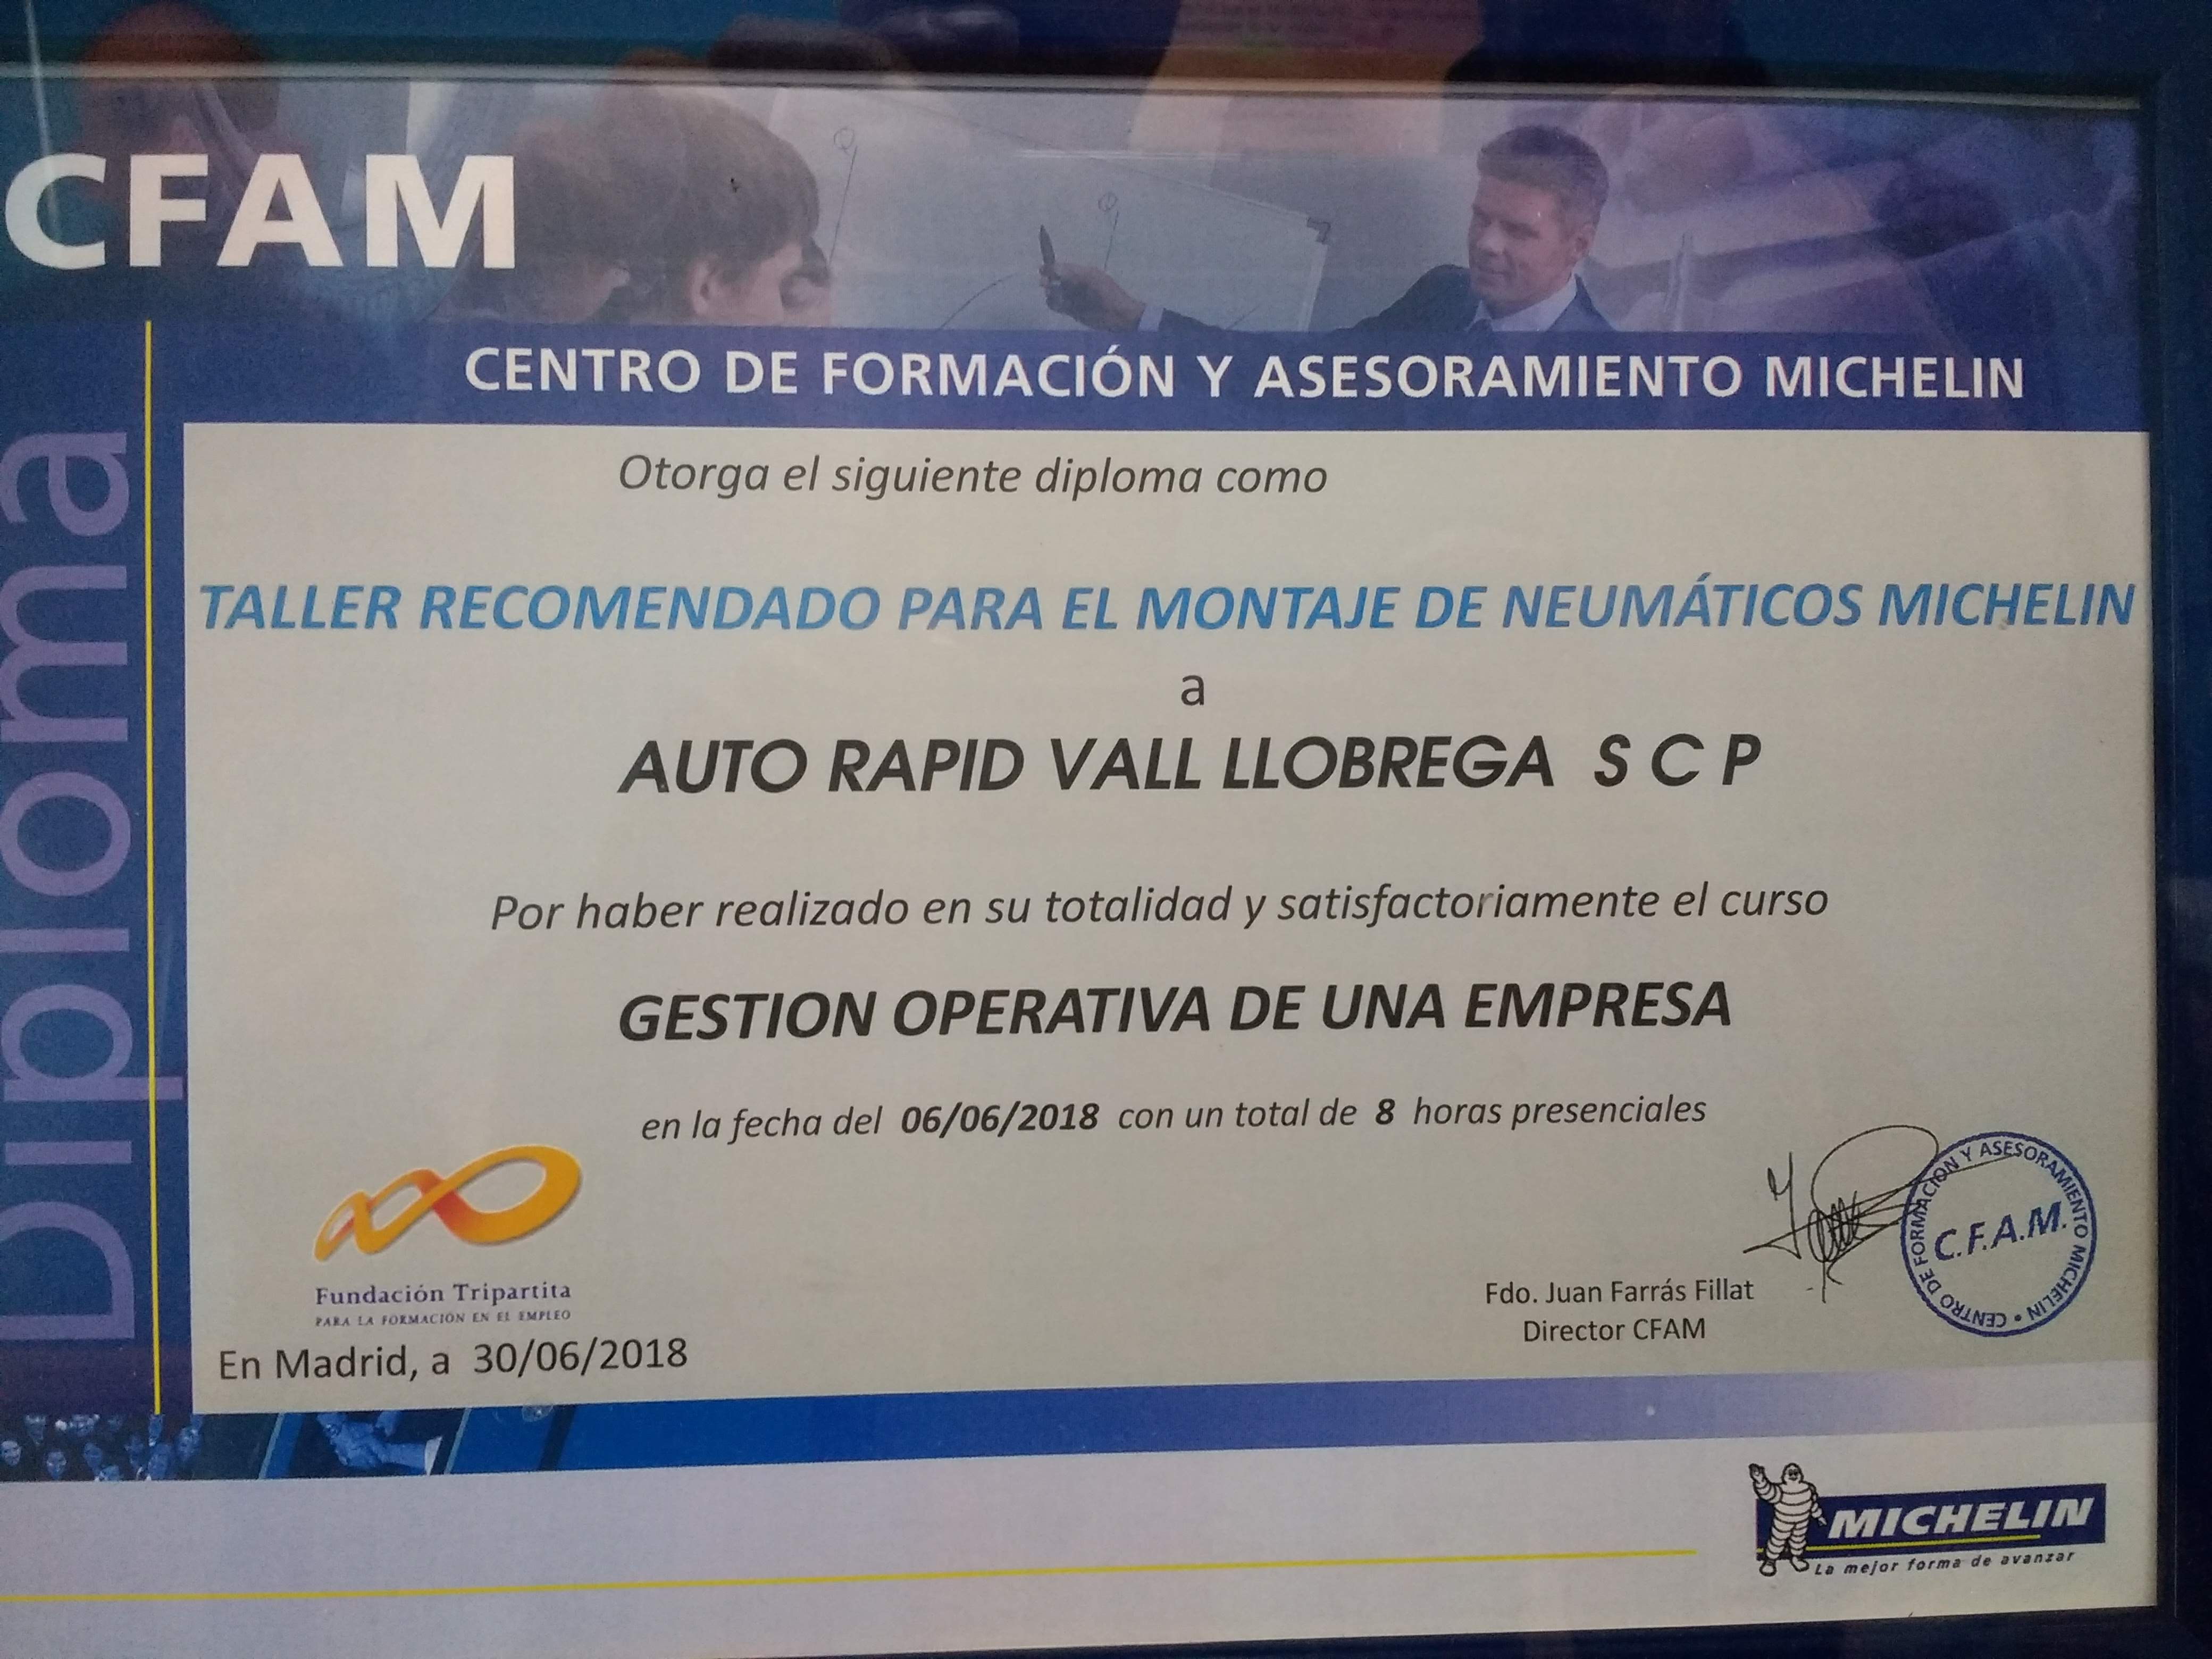 CFAM
CENTRO DE FORMACIÓN Y ASESORAMIENTO MICHELIN
Diploma
Otorga el siguiente diploma como
TALLER RECOMENDADO PARA EL MONTAJE DE NEUMÁTICOS MICHELIN
a
AUTO RAPID VALL LLOBREGA S C P
Por haber realizado en su totalidad y satisfactoriamente el curso
GESTION OPERATIVA DE UNA EMPRESA
en la fecha del 06/06/2018 con un total de 8 horas presenciales
Fundación Tripartita
PARA LA FORMACIÓN EN EL EMPLEO
En Madrid, a 30/06/2018
Fdo. Juan Farrás Fillat
Director CFAM
CENTRO DE FORMACIÓN Y ASESORAMIENTO MICHELIN •
C.F.A.M.
MICHELIN
La mejor forma de avanzar